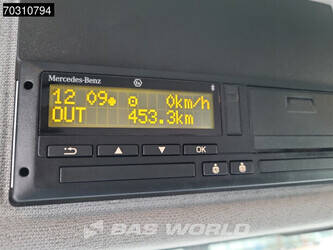 70310794
Mercedes-Benz
12 09 0km/h
OUT 453.3km
OK
BAS WORLD